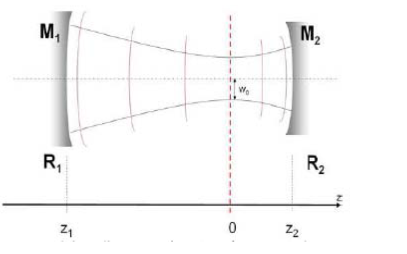 M₁ M₂
w₀
R₁ R₂
z
z₁ 0 z₂